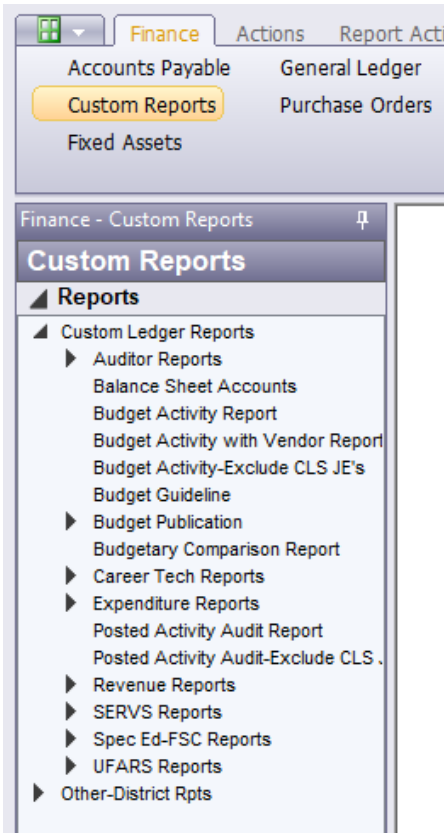 Finance Actions Report Acti
Accounts Payable General Ledger
Custom Reports Purchase Orders
Fixed Assets
Finance - Custom Reports
Custom Reports
Reports
Custom Ledger Reports
Auditor Reports
Balance Sheet Accounts
Budget Activity Report
Budget Activity with Vendor Report
Budget Activity-Exclude CLS JE's
Budget Guideline
Budget Publication
Budgetary Comparison Report
Career Tech Reports
Expenditure Reports
Posted Activity Audit Report
Posted Activity Audit-Exclude CLS
Revenue Reports
SERVS Reports
Spec Ed-FSC Reports
UFARS Reports
Other-District Rpts